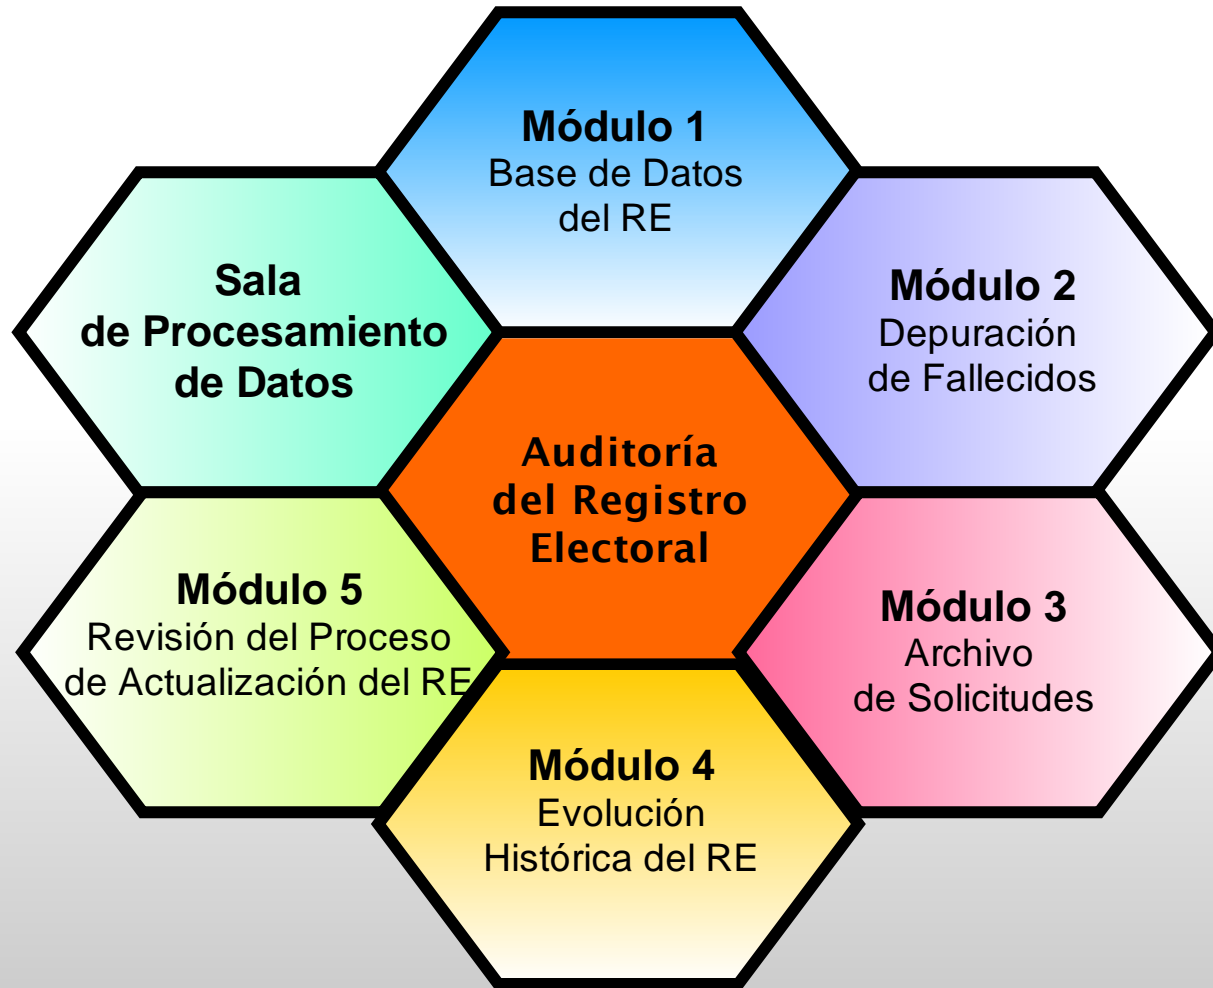 Módulo 1
Base de Datos
del RE
Sala
de Procesamiento
de Datos
Módulo 2
Depuración
de Fallecidos
Auditoría
del Registro
Electoral
Módulo 5
Revisión del Proceso
de Actualización del RE
Módulo 3
Archivo
de Solicitudes
Módulo 4
Evolución
Histórica del RE